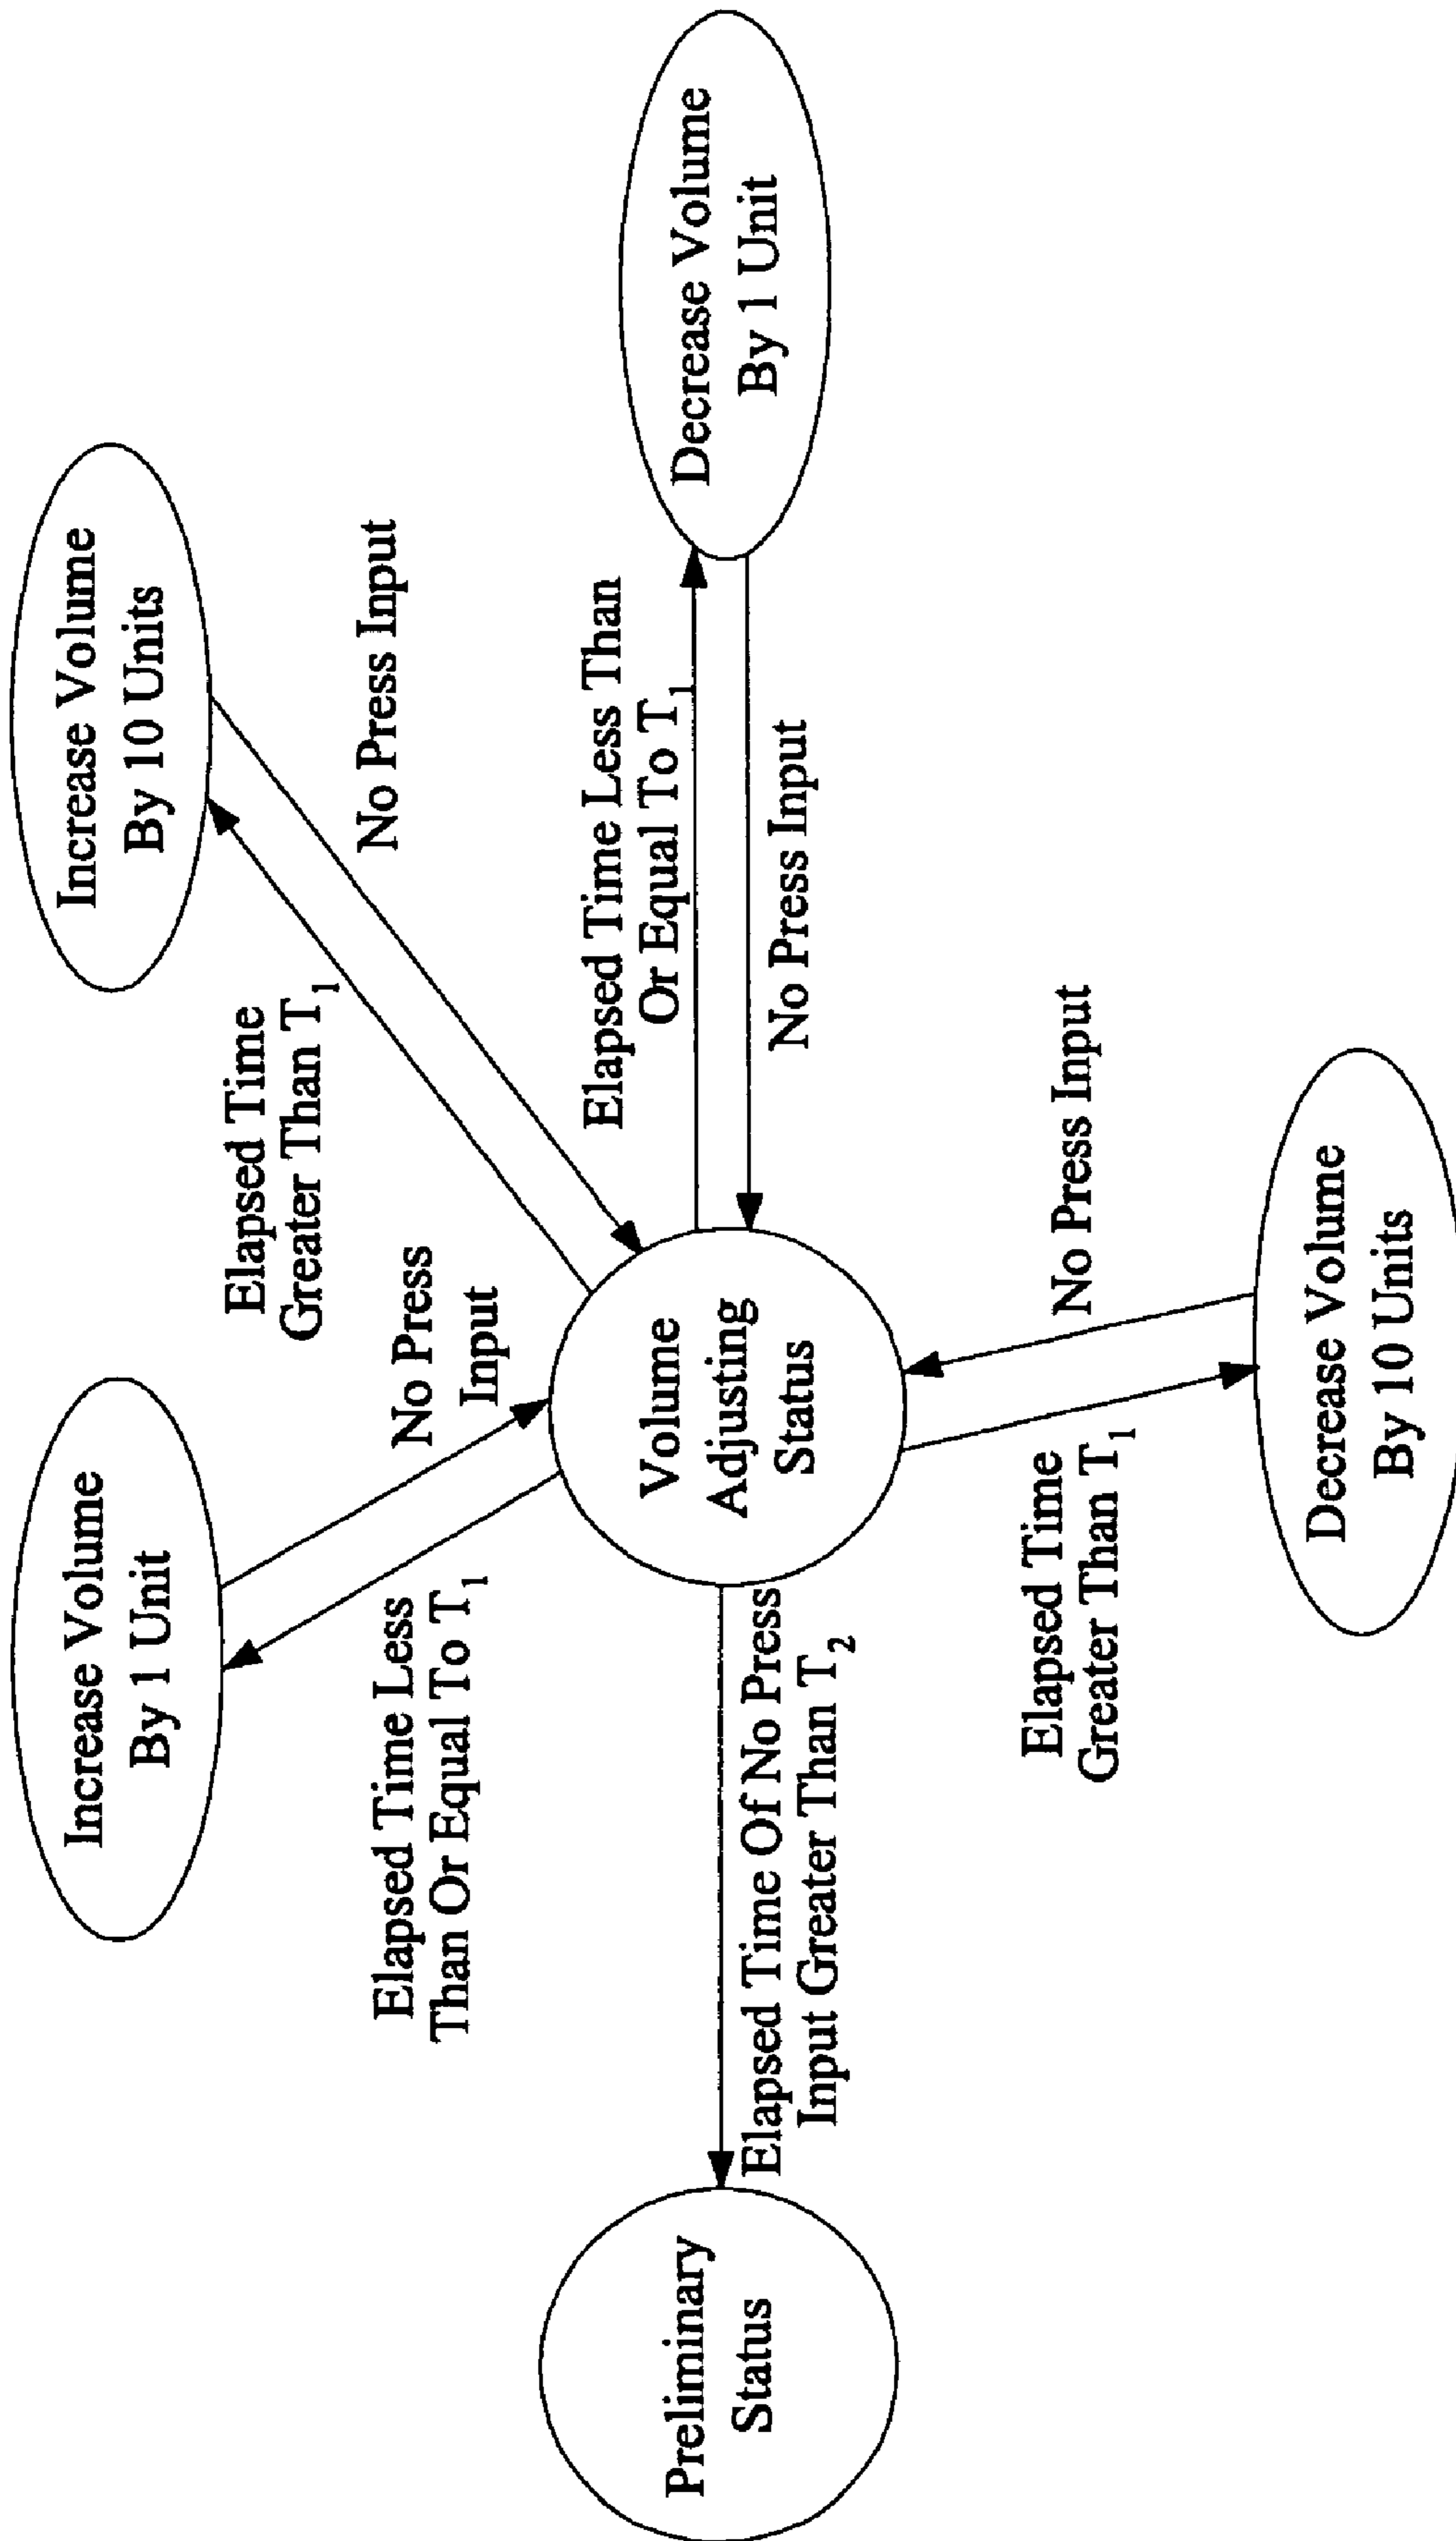 Increase Volume
By 1 Unit
Increase Volume
By 10 Units
Elapsed Time
Greater Than T1
No Press
Input
No Press Input
Elapsed Time Less
Than Or Equal To T1
Elapsed Time Less Than
Or Equal To T1
Preliminary
Status
Volume
Adjusting
Status
Decrease Volume
By 1 Unit
Elapsed Time Of No Press
Input Greater Than T2
No Press Input
Elapsed Time
Greater Than T1
No Press Input
Decrease Volume
By 10 Units